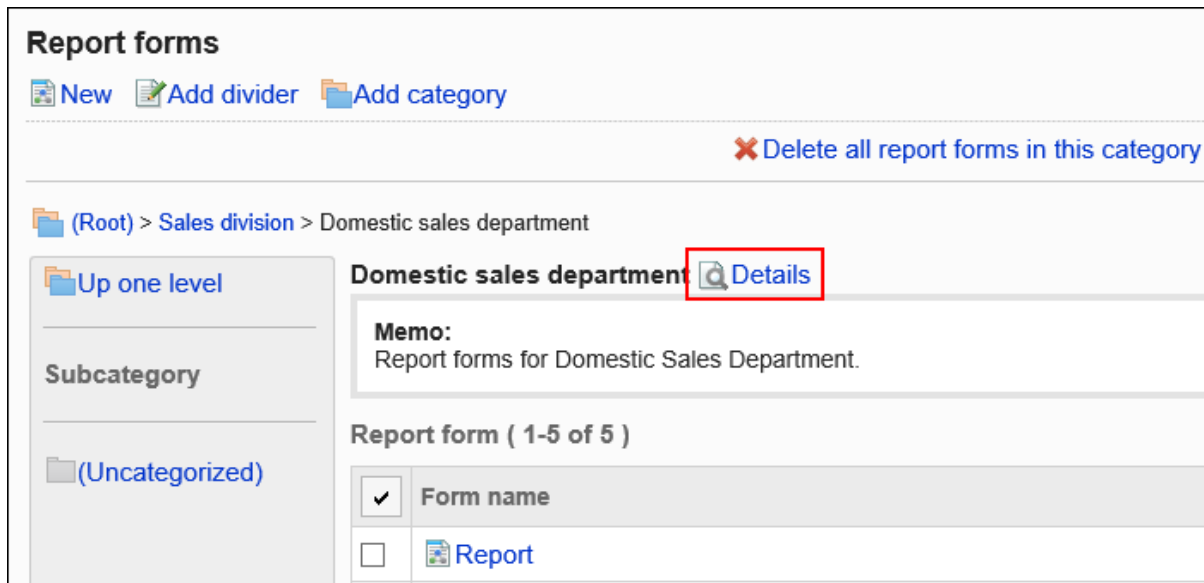 Report forms
New Add divider Add category
Delete all report forms in this category
(Root) > Sales division > Domestic sales department
Up one level
Subcategory
(Uncategorized)
Domestic sales department Details
Memo:
Report forms for Domestic Sales Department.
Report form ( 1-5 of 5 )
Form name
Report